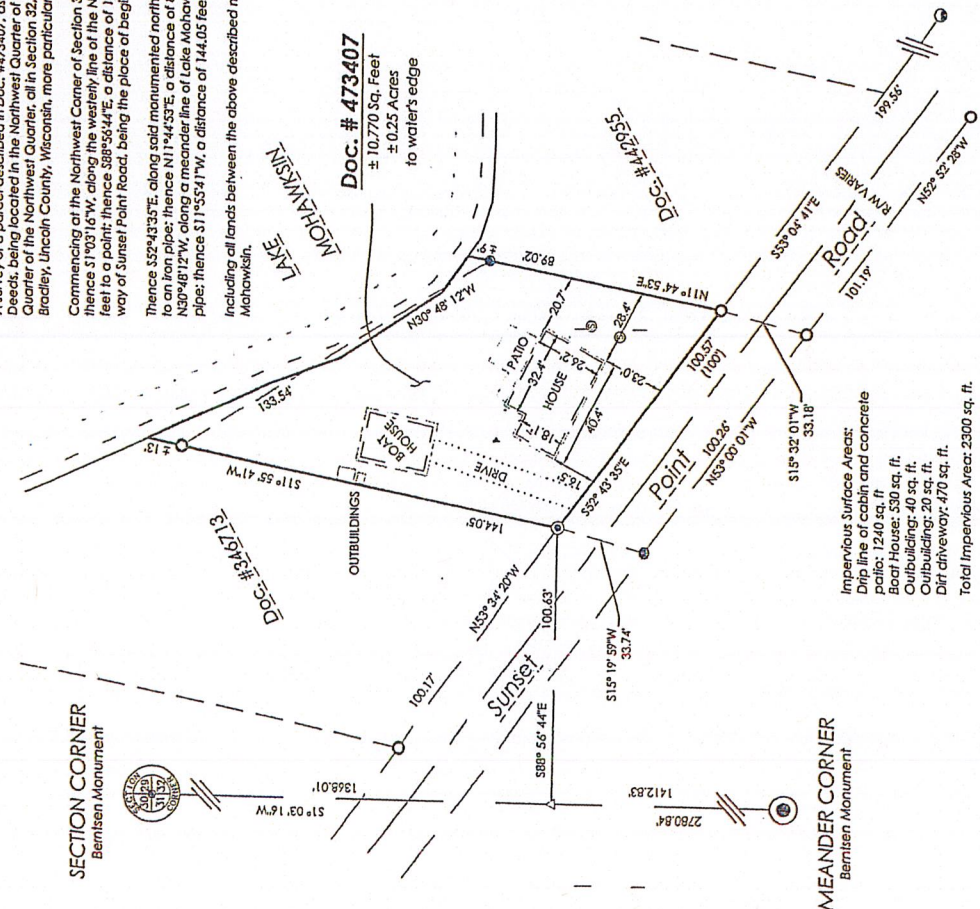 Deeds, being located in the Northwest Quarter of
Quarter of the Northwest Quarter, all in Section 32,
Bradley, Lincoln County, Wisconsin, more particular
Commencing at the Northwest Corner of Section 3
thence S1°03'16"W, along the westerly line of the N
feet to a point; thence S88°56'44"E, a distance of 1
way of Sunset Point Road, being the place of begi
Thence S52°43'35"E, along said monumented north
to an iron pipe; thence N11°44'53"E, a distance of
N30°48'12"W, along a meander line of Lake Mohaw
pipe; thence S11°55'41"W, a distance of 144.05 fee
Including all lands between the above described
Mohawksin.
SECTION CORNER
Berntsen Monument
SECTION
30 29
31 32
CORNER
LAKE
MOHAWKSIN
Doc. # 473407
± 10,770 Sq. Feet
± 0.25 Acres
to water's edge
Doc. #346713
Doc. #442955
N30° 48' 12"W
133.54'
± 13'
± 9'
S11° 55' 41"W
144.05'
89.02'
N11° 44' 53"E
OUTBUILDINGS
BOAT
HOUSE
DRIVE
PATIO
HOUSE
20.7'
32.4'
26.2'
28.4'
18.1'
40.4'
23.0'
16.5'
S
S
100.57'
(100')
S52° 43' 35"E
N53° 34' 20"W
100.17'
100.63'
S88° 56' 44"E
1368.01'
S1° 03' 16"W
1412.83'
2780.84'
Sunset
Point
Road
R/W VARIES
S15° 19' 59"W
33.74'
100.26'
N53° 00' 01"W
S15° 32' 01"W
33.18'
S53° 04' 41"E
199.56'
101.19'
N52° 52' 28"W
MEANDER CORNER
Berntsen Monument
Impervious Surface Areas:
Drip line of cabin and concrete
patio: 1240 sq. ft
Boat House: 530 sq. ft.
Outbuilding: 40 sq. ft.
Outbuilding: 20 sq. ft.
Dirt driveway: 470 sq. ft.
Total Impervious Area: 2300 sq. ft.